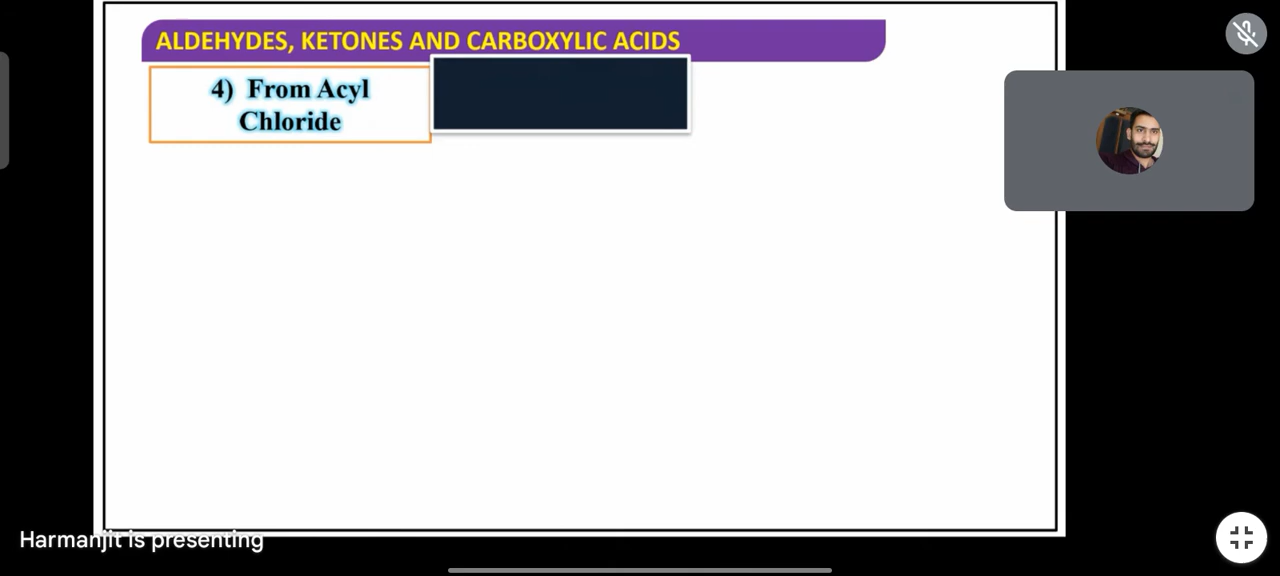 ALDEHYDES, KETONES AND CARBOXYLIC ACIDS
4) From Acyl
Chloride
Harmanjit is presenting